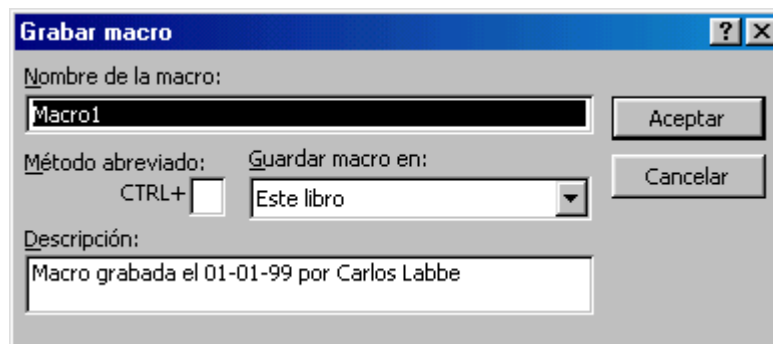 Grabar macro
Nombre de la macro:
Macro1
Aceptar
Método abreviado:
CTRL+
Guardar macro en:
Este libro
Cancelar
Descripción:
Macro grabada el 01-01-99 por Carlos Labbe